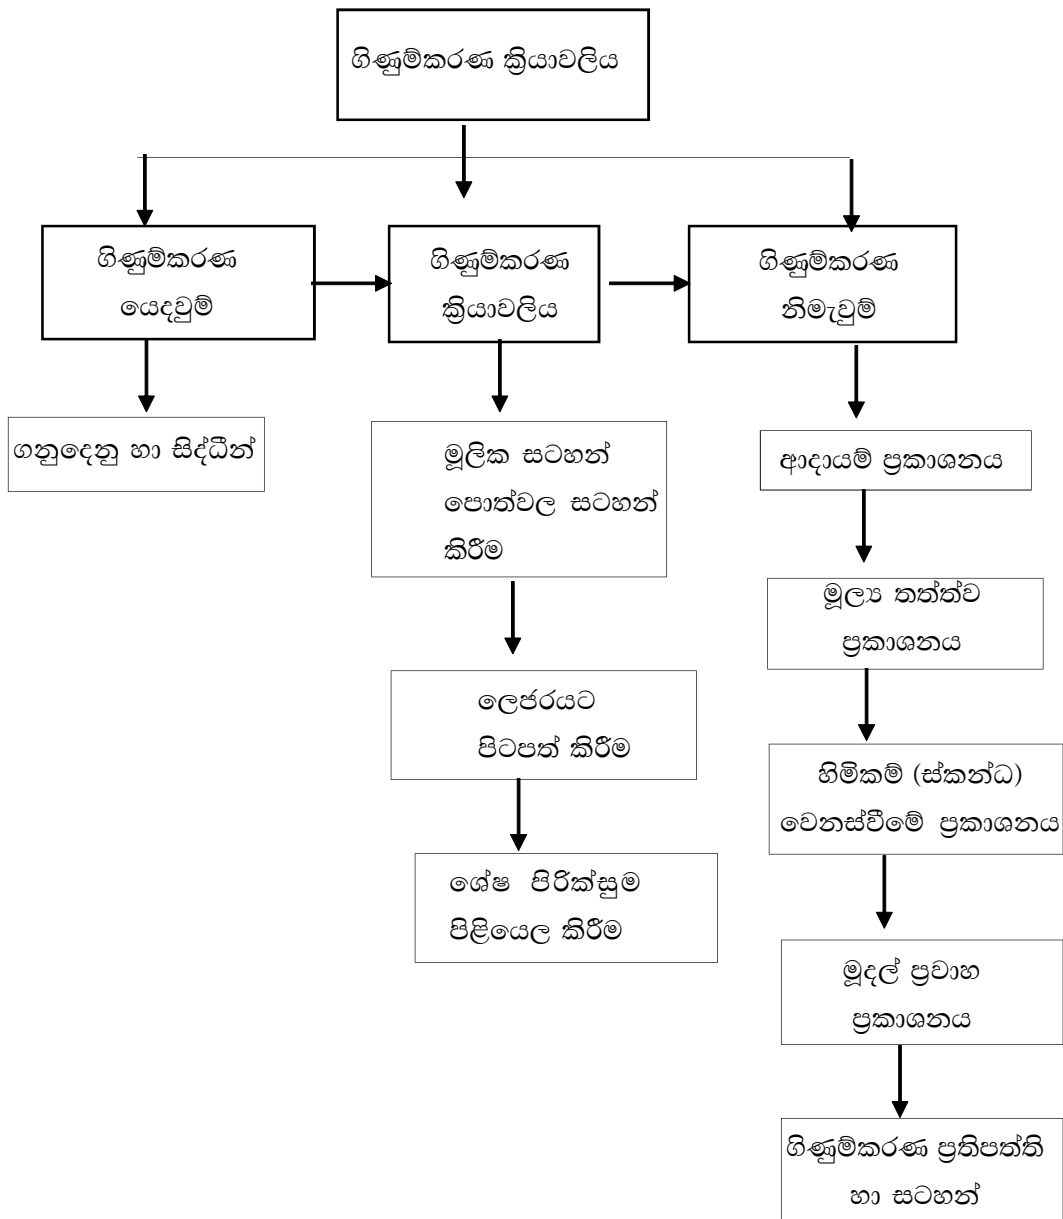 ගිණුම්කරණ ක්‍රියාවලිය
ගිණුම්කරණ
යෙදවුම්
ගිණුම්කරණ
ක්‍රියාවලිය
ගිණුම්කරණ
නිමැවුම්
ගනුදෙනු හා සිද්ධීන්
මූලික සටහන්
පොත්වල සටහන්
කිරීම
ලෙජරයට
පිටපත් කිරීම
ශේෂ පිරික්සුම
පිළියෙල කිරීම
ආදායම් ප්‍රකාශනය
මූල්‍ය තත්ත්ව
ප්‍රකාශනය
හිමිකම් (ස්කන්ධ)
වෙනස්වීමේ ප්‍රකාශනය
මුදල් ප්‍රවාහ
ප්‍රකාශනය
ගිණුම්කරණ ප්‍රතිපත්ති
හා සටහන්